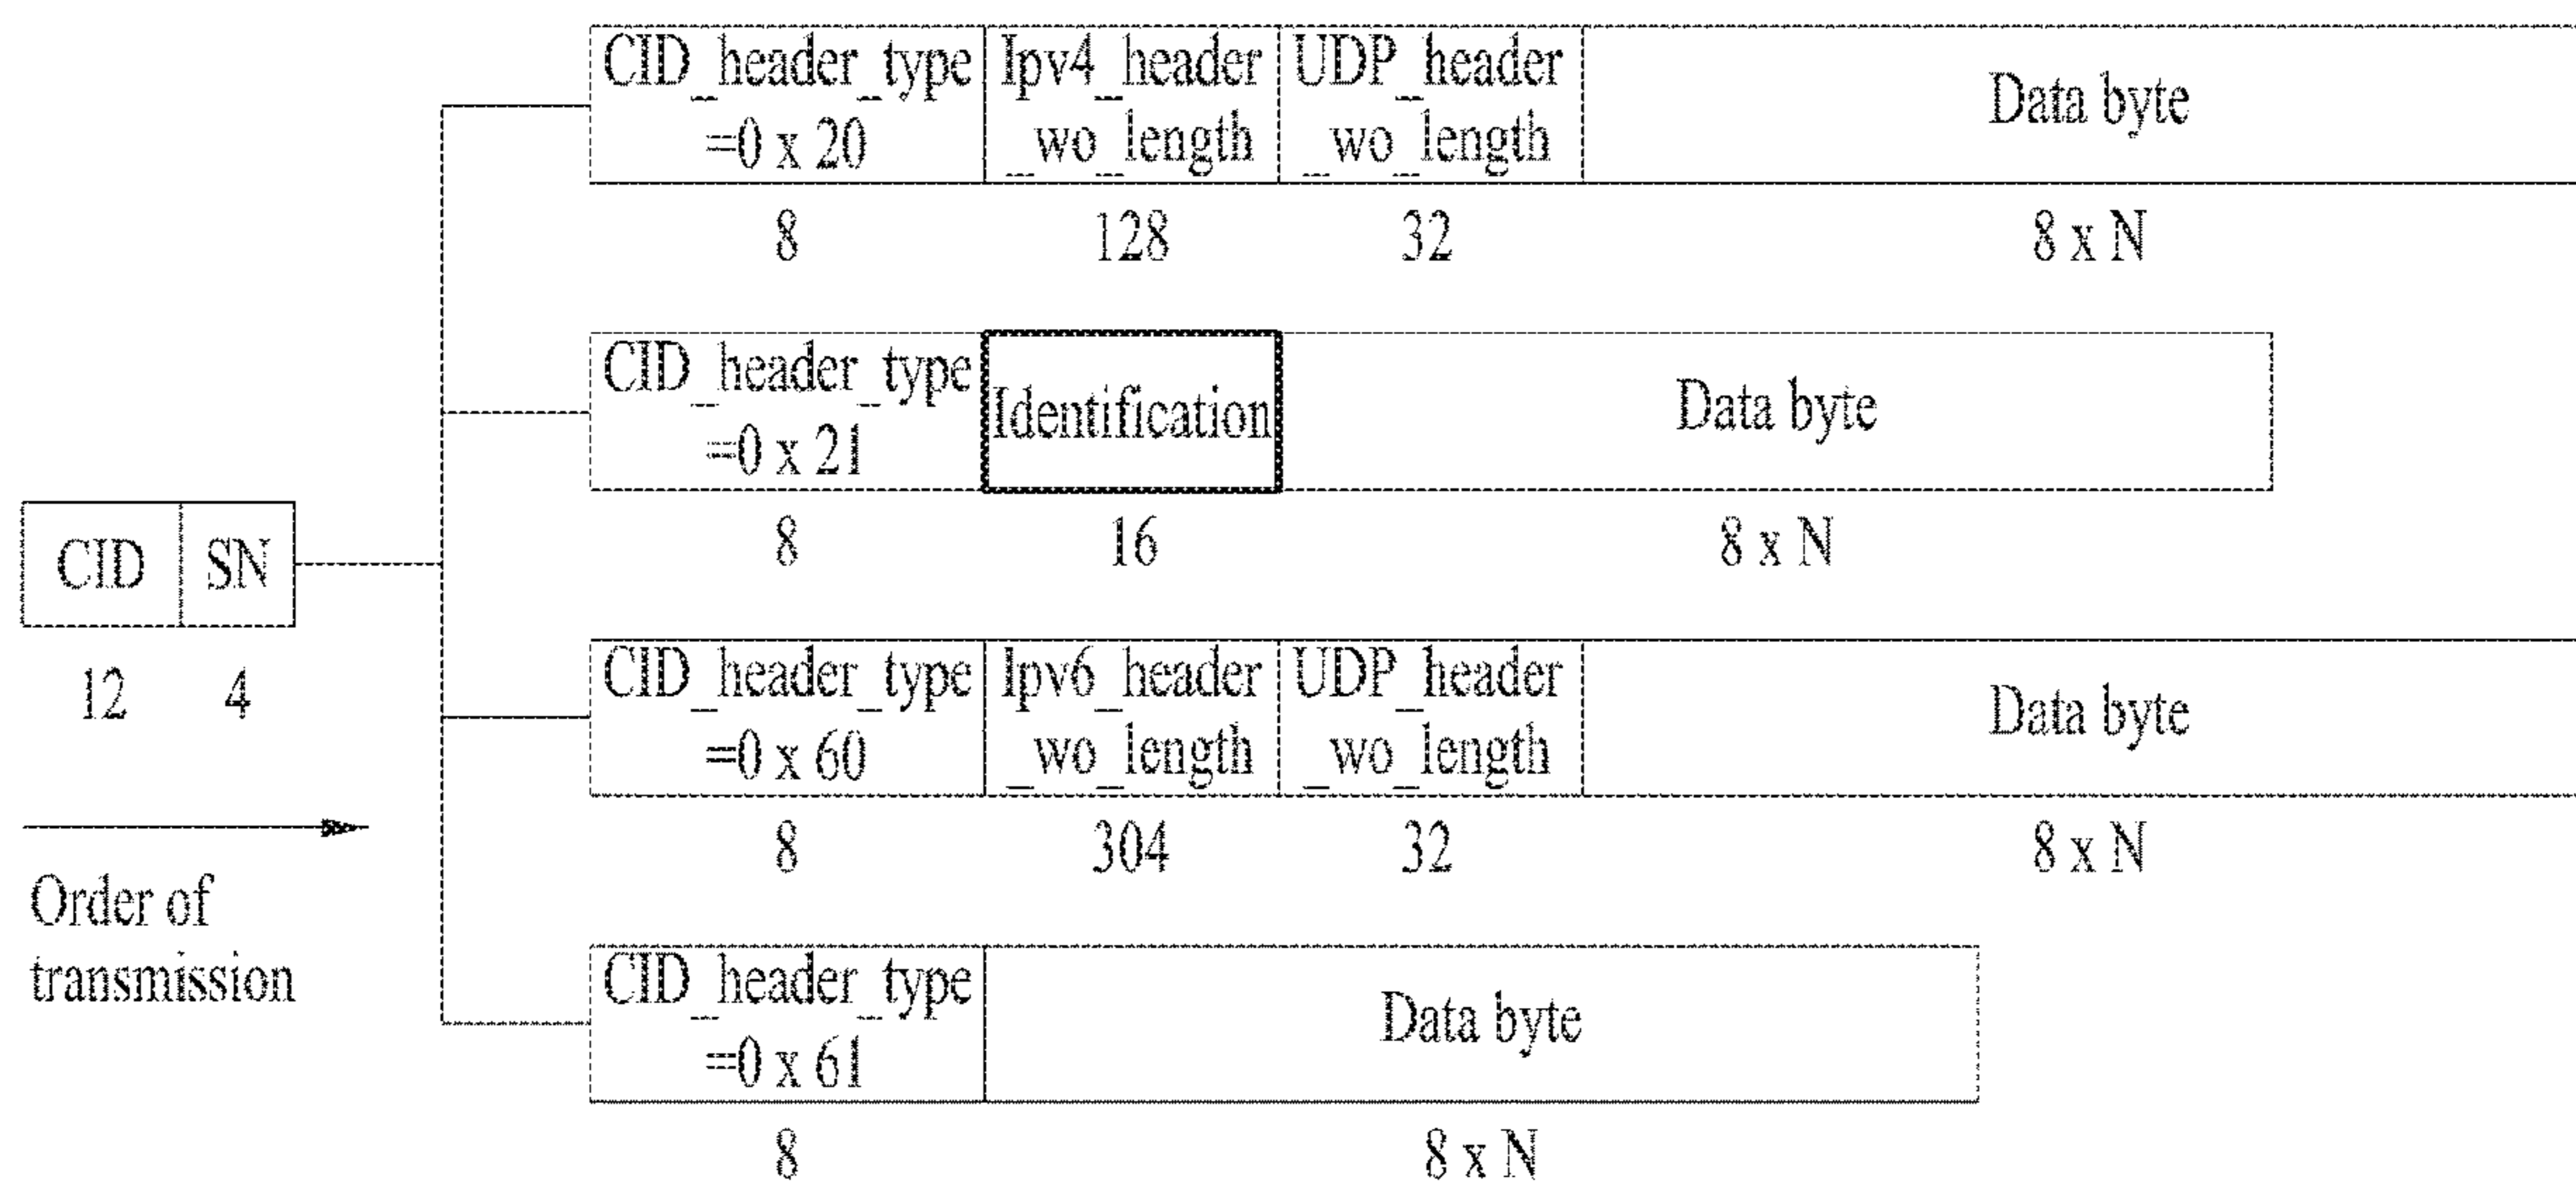 CID_header_type
=0 x 20
Ipv4_header
_wo_length
UDP_header
_wo_length
Data byte
8
128
32
8 x N
CID_header_type
=0 x 21
Identification
Data byte
8
16
8 x N
CID
SN
12
4
Order of
transmission
CID_header_type
=0 x 60
Ipv6_header
_wo_length
UDP_header
_wo_length
Data byte
8
304
32
8 x N
CID_header_type
=0 x 61
Data byte
8
8 x N